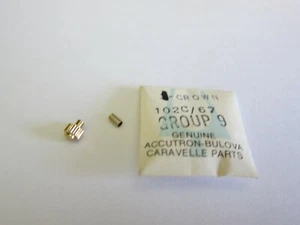 -CROWN
102C/67
GROUP 9
GENUINE
ACCUTRON-BULOVA
CARAVELLE PARTS